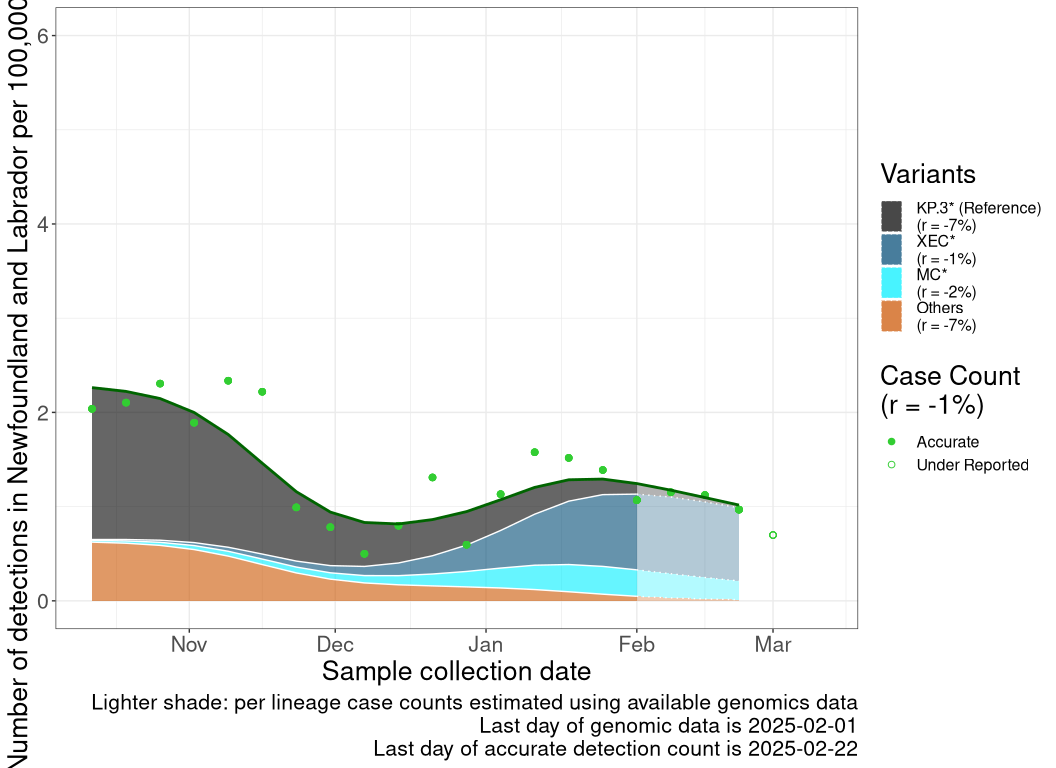 Number of detections in Newfoundland and Labrador per 100,000
6
4
2
0
Nov Dec Jan Feb Mar
Sample collection date
Lighter shade: per lineage case counts estimated using available genomics data
Last day of genomic data is 2025-02-01
Last day of accurate detection count is 2025-02-22
Variants
KP.3* (Reference)
(r = -7%)
XEC*
(r = -1%)
MC*
(r = -2%)
Others
(r = -7%)
Case Count
(r = -1%)
Accurate
Under Reported